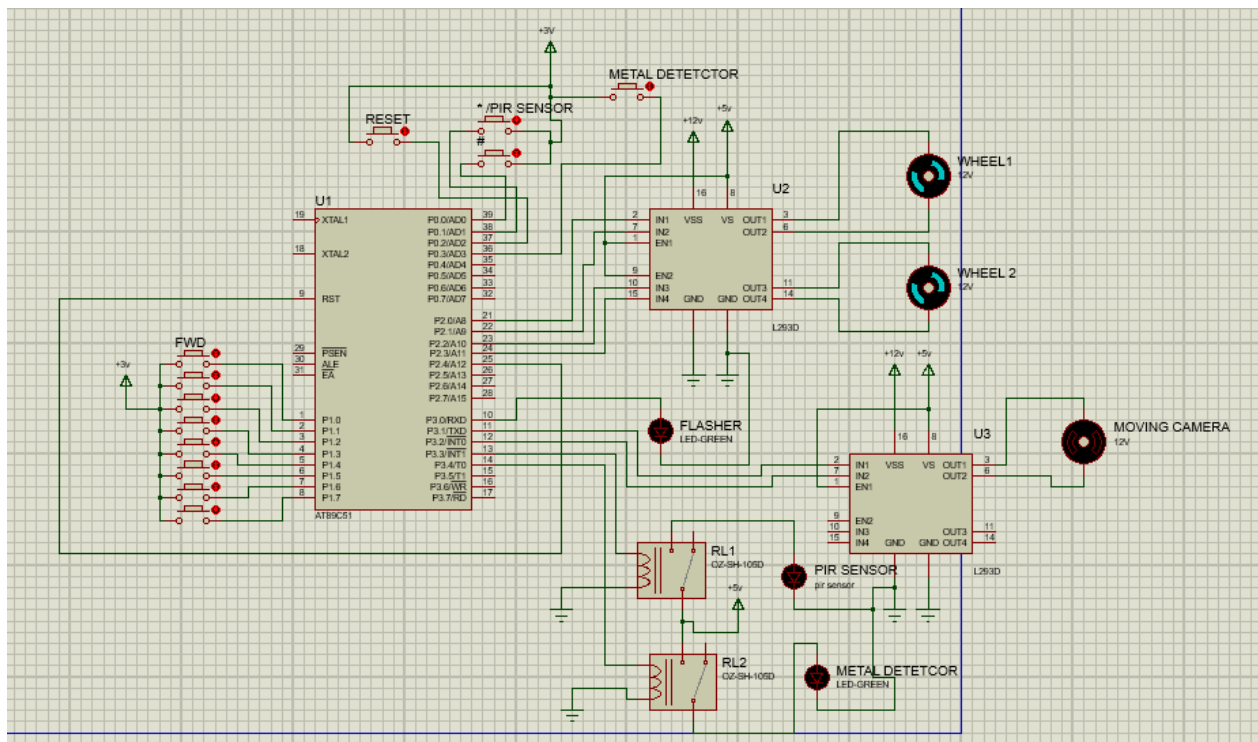 +3V
METAL DETETCTOR
* /PIR SENSOR
RESET
#
+12v
+5v
WHEEL1
12V
U1
U2
16
8
19
XTAL1
P0.0/AD0
39
2
IN1
VSS
VS
OUT1
3
P0.1/AD1
38
7
IN2
OUT2
6
P0.2/AD2
37
1
EN1
18
XTAL2
P0.3/AD3
36
P0.4/AD4
35
P0.5/AD5
34
9
EN2
WHEEL 2
12V
P0.6/AD6
33
10
IN3
OUT3
11
9
RST
P0.7/AD7
32
15
IN4
GND
GND
OUT4
14
P2.0/A8
21
L293D
P2.1/A9
22
P2.2/A10
23
FWD
29
PSEN
P2.3/A11
24
30
ALE
P2.4/A12
25
31
EA
P2.5/A13
26
P2.6/A14
27
P2.7/A15
28
+3v
+12v
+5v
1
P1.0
P3.0/RXD
10
2
P1.1
P3.1/TXD
11
3
P1.2
P3.2/INT0
12
4
P1.3
P3.3/INT1
13
5
P1.4
P3.4/T0
14
6
P1.5
P3.5/T1
15
7
P1.6
P3.6/WR
16
8
P1.7
P3.7/RD
17
AT89C51
FLASHER
LED-GREEN
MOVING CAMERA
12V
U3
16
8
2
IN1
VSS
VS
OUT1
3
7
IN2
OUT2
6
1
EN1
9
EN2
10
IN3
OUT3
11
15
IN4
GND
GND
OUT4
14
L293D
RL1
OZ-SH-105D
PIR SENSOR
pir sensor
+5v
RL2
OZ-SH-105D
METAL DETETCOR
LED-GREEN